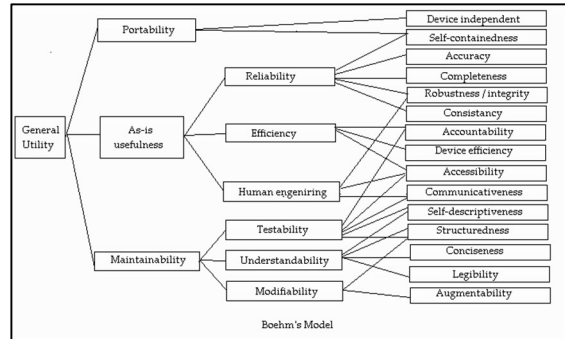 Device independent
Portability
Self-containedness
Accuracy
Reliability
Completeness
Robustness / integrity
Consistancy
General
Utility
As-is
usefulness
Efficiency
Accountability
Device efficiency
Accessibility
Human engeniring
Communicativeness
Self-descriptiveness
Testability
Structuredness
Maintainability
Understandability
Conciseness
Legibility
Modifiability
Augmentability
Boehm's Model